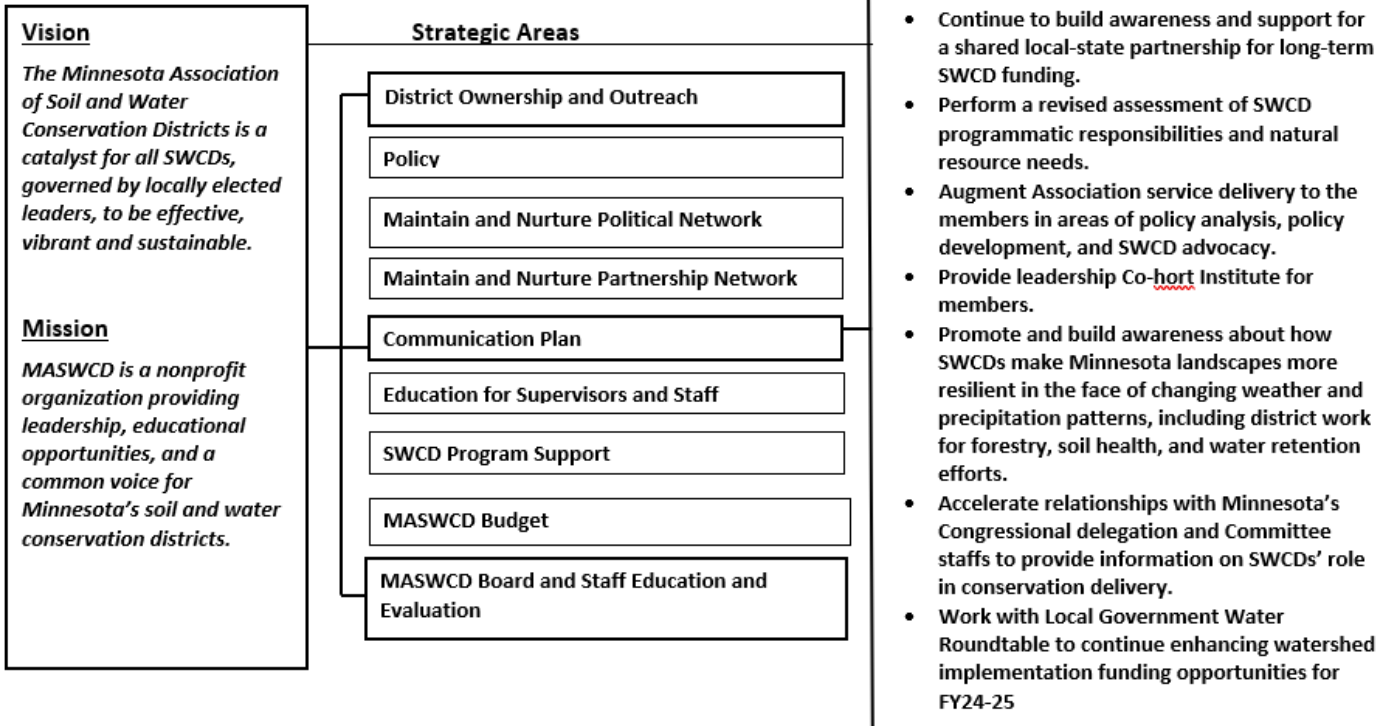 Vision
The Minnesota Association
of Soil and Water
Conservation Districts is a
catalyst for all SWCDs,
governed by locally elected
leaders, to be effective,
vibrant and sustainable.
Mission
MASWCD is a nonprofit
organization providing
leadership, educational
opportunities, and a
common voice for
Minnesota’s soil and water
conservation districts.
Strategic Areas
District Ownership and Outreach
Policy
Maintain and Nurture Political Network
Maintain and Nurture Partnership Network
Communication Plan
Education for Supervisors and Staff
SWCD Program Support
MASWCD Budget
MASWCD Board and Staff Education and
Evaluation
• Continue to build awareness and support for
a shared local-state partnership for long-term
SWCD funding.
• Perform a revised assessment of SWCD
programmatic responsibilities and natural
resource needs.
• Augment Association service delivery to the
members in areas of policy analysis, policy
development, and SWCD advocacy.
• Provide leadership Co-hort Institute for
members.
• Promote and build awareness about how
SWCDs make Minnesota landscapes more
resilient in the face of changing weather and
precipitation patterns, including district work
for forestry, soil health, and water retention
efforts.
• Accelerate relationships with Minnesota’s
Congressional delegation and Committee
staffs to provide information on SWCDs’ role
in conservation delivery.
• Work with Local Government Water
Roundtable to continue enhancing watershed
implementation funding opportunities for
FY24-25